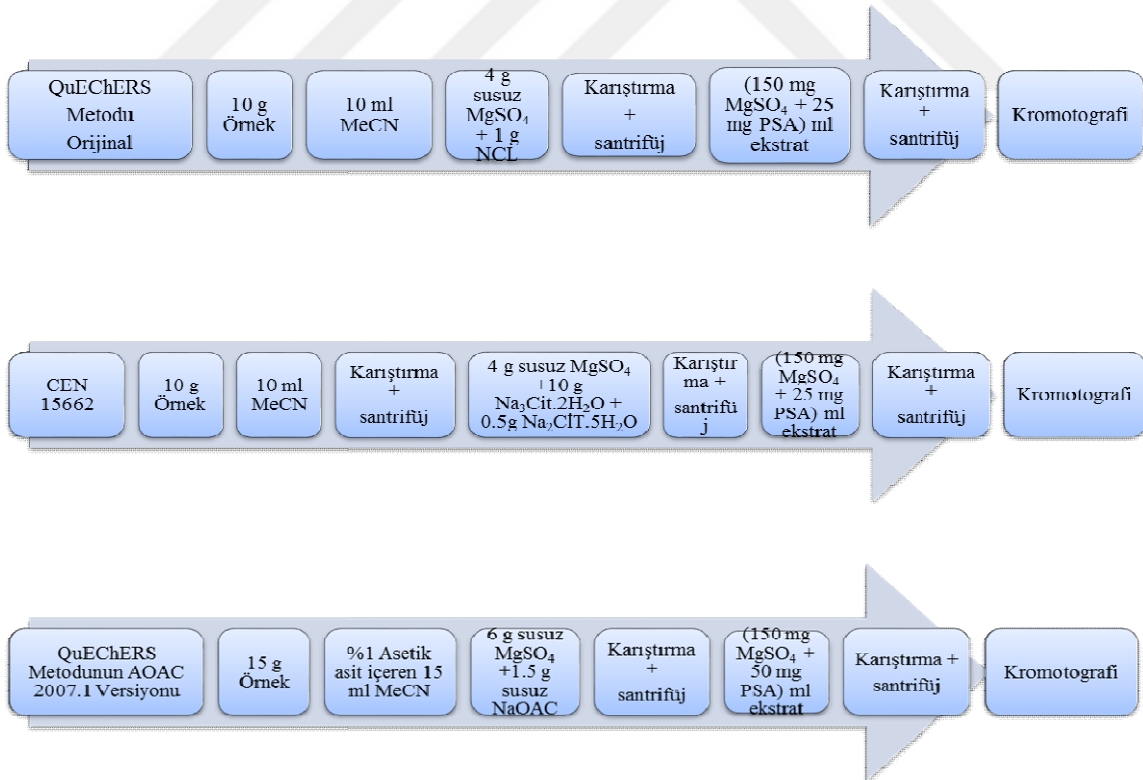 QuEChERS
Metodu
Orijinal
10 g
Örnek
10 ml
MeCN
4 g
susuz
MgSO₄
+ 1 g
NCL
Karıştırma
+
santrifüj
(150 mg
MgSO₄ + 25
mg PSA) ml
ekstrat
Karıştırma
+
santrifüj
Kromotografi
CEN
15662
10 g
Örnek
10 ml
MeCN
Karıştırma
+
santrifüj
4 g susuz MgSO₄
+10 g
Na₃Cit.2H₂O +
0.5g Na₂CİT.5H₂O
Karıştır
ma +
santrifü
j
(150 mg
MgSO₄
+ 25 mg
PSA) ml
ekstrat
Karıştırma
+
santrifüj
Kromotografi
QuEChERS
Metodunun AOAC
2007.1 Versiyonu
15 g
Örnek
%1 Asetik
asit içeren 15
ml MeCN
6 g susuz
MgSO₄
+1.5 g
susuz
NaOAC
Karıştırma
+
santrifüj
(150 mg
MgSO₄ +
50 mg
PSA) ml
ekstrat
Karıştırma +
santrifüj
Kromotografi